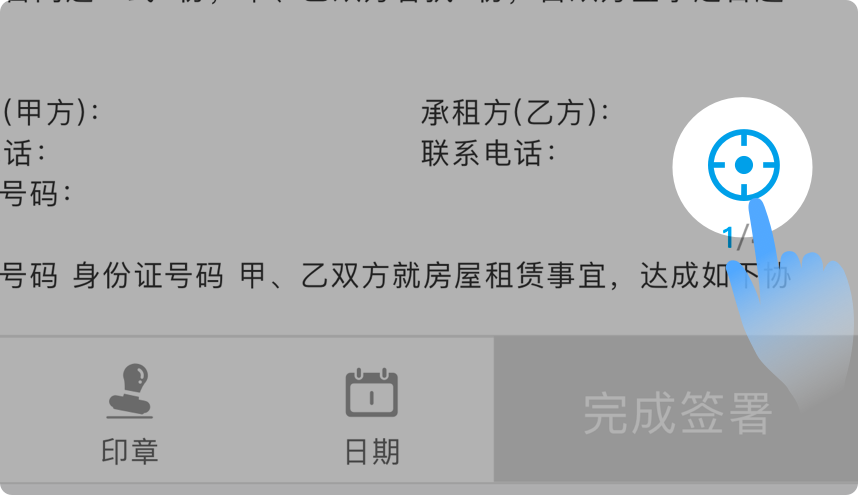 (甲方)：
承租方(乙方)：
话：
联系电话：
号码：
1/
号码 身份证号码 甲、乙双方就房屋租赁事宜，达成如下协
印章
日期
完成签署